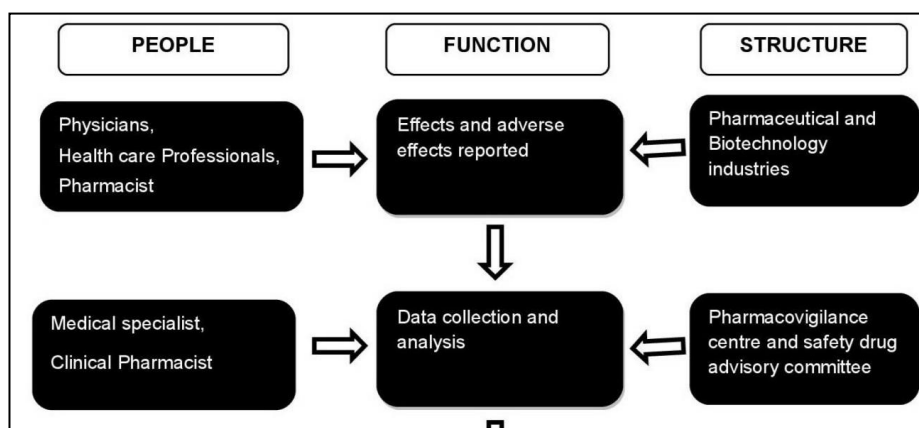 PEOPLE
FUNCTION
STRUCTURE
Physicians,
Health care Professionals,
Pharmacist
Effects and adverse
effects reported
Pharmaceutical and
Biotechnology
industries
Medical specialist,
Clinical Pharmacist
Data collection and
analysis
Pharmacovigilance
centre and safety drug
advisory committee